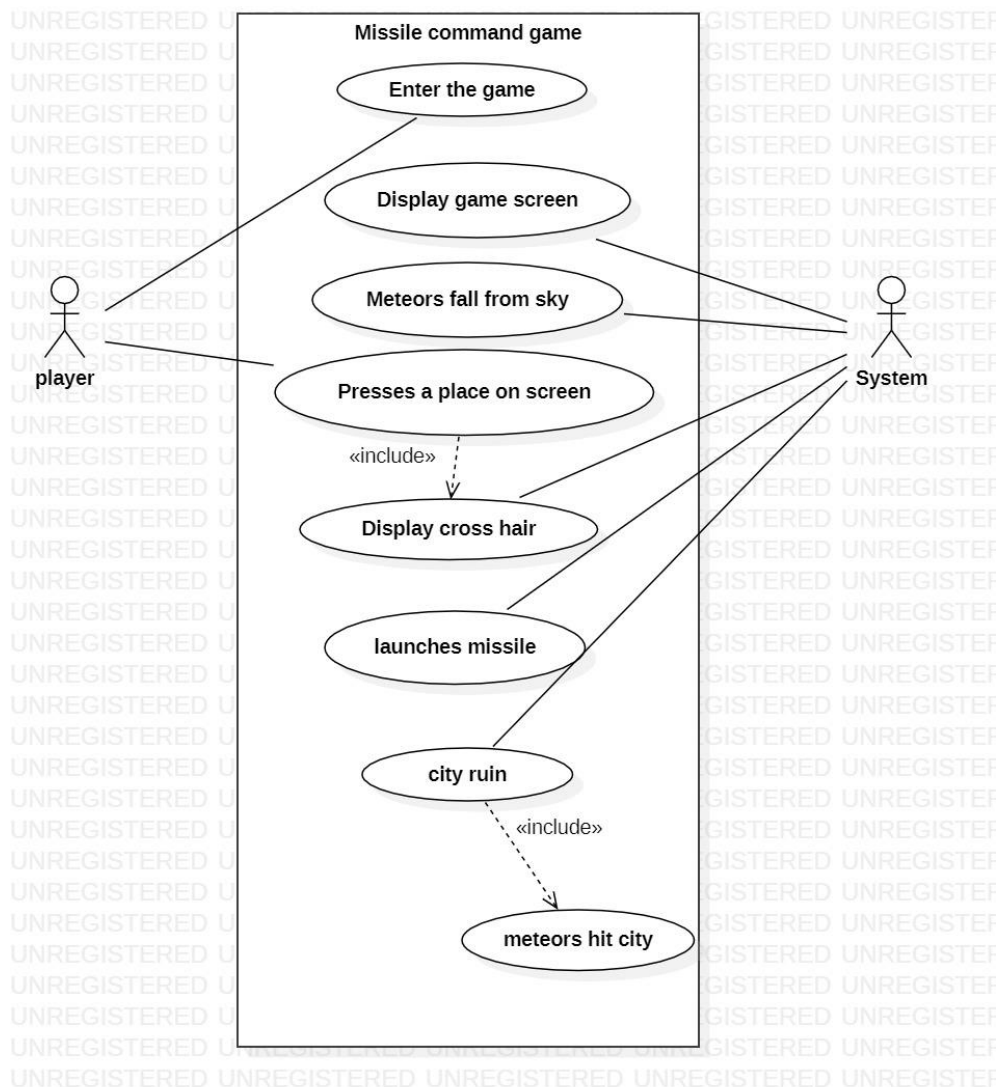 Missile command game
Enter the game
Display game screen
Meteors fall from sky
player
System
Presses a place on screen
«include»
Display cross hair
launches missile
city ruin
«include»
meteors hit city
UNREGISTERED